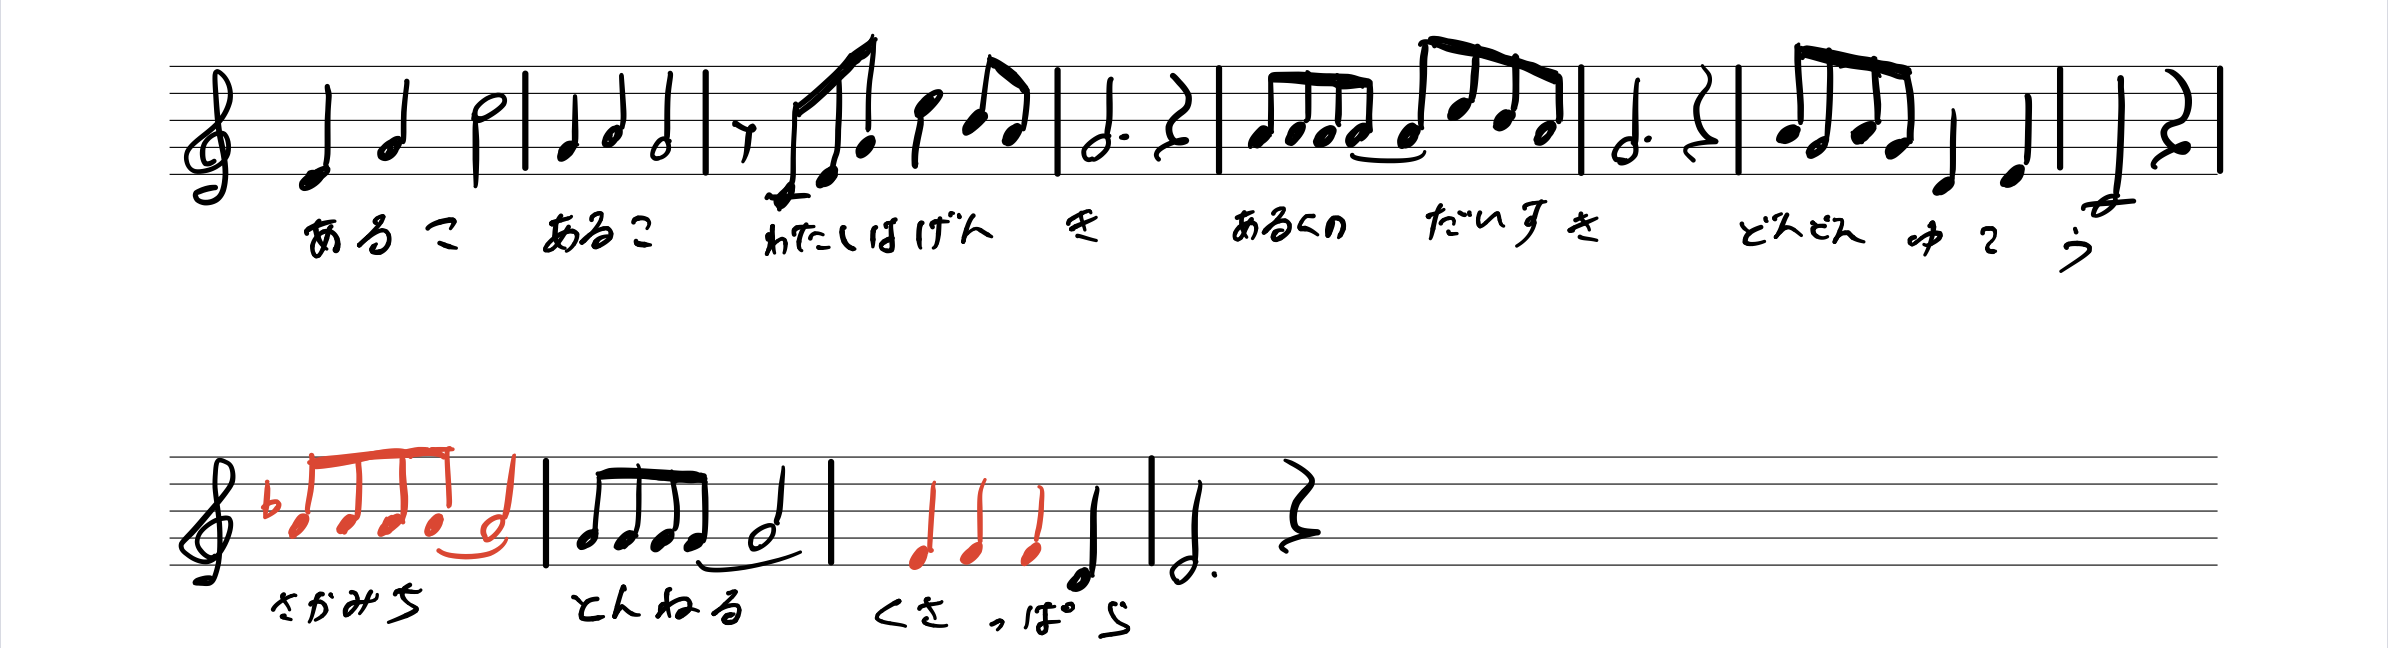 あるこ あるこ わたしはげんき あるくの だいすき どんどん ゆこう
さかみち とんねる くさっぱら